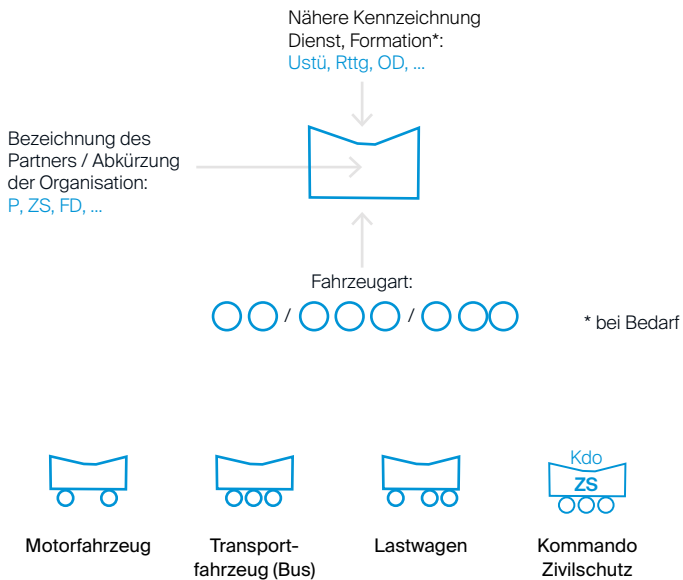 Nähere Kennzeichnung
Dienst, Formation*:
Ustü, Rttg, OD, ...
Bezeichnung des
Partners / Abkürzung
der Organisation:
P, ZS, FD, ...
Fahrzeugart:
/ /
* bei Bedarf
Kdo
ZS
Motorfahrzeug
Transport-
fahrzeug (Bus)
Lastwagen
Kommando
Zivilschutz